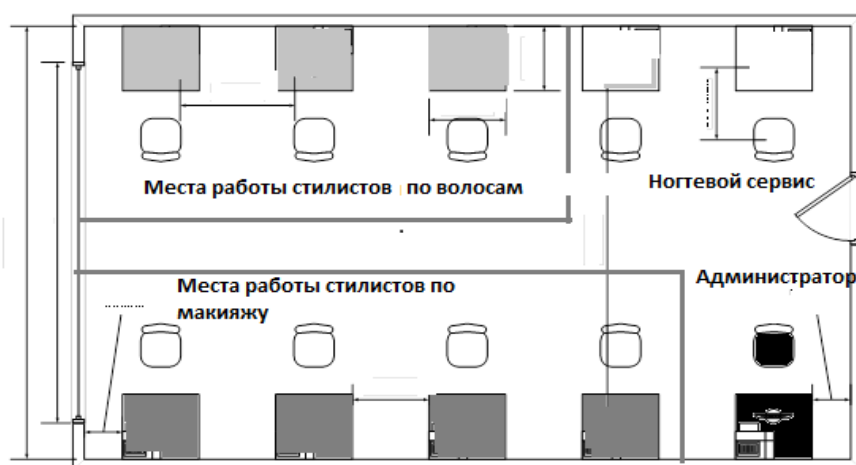 Места работы стилистов по волосам
Ногтевой сервис
Места работы стилистов по
макияжу
Администратор